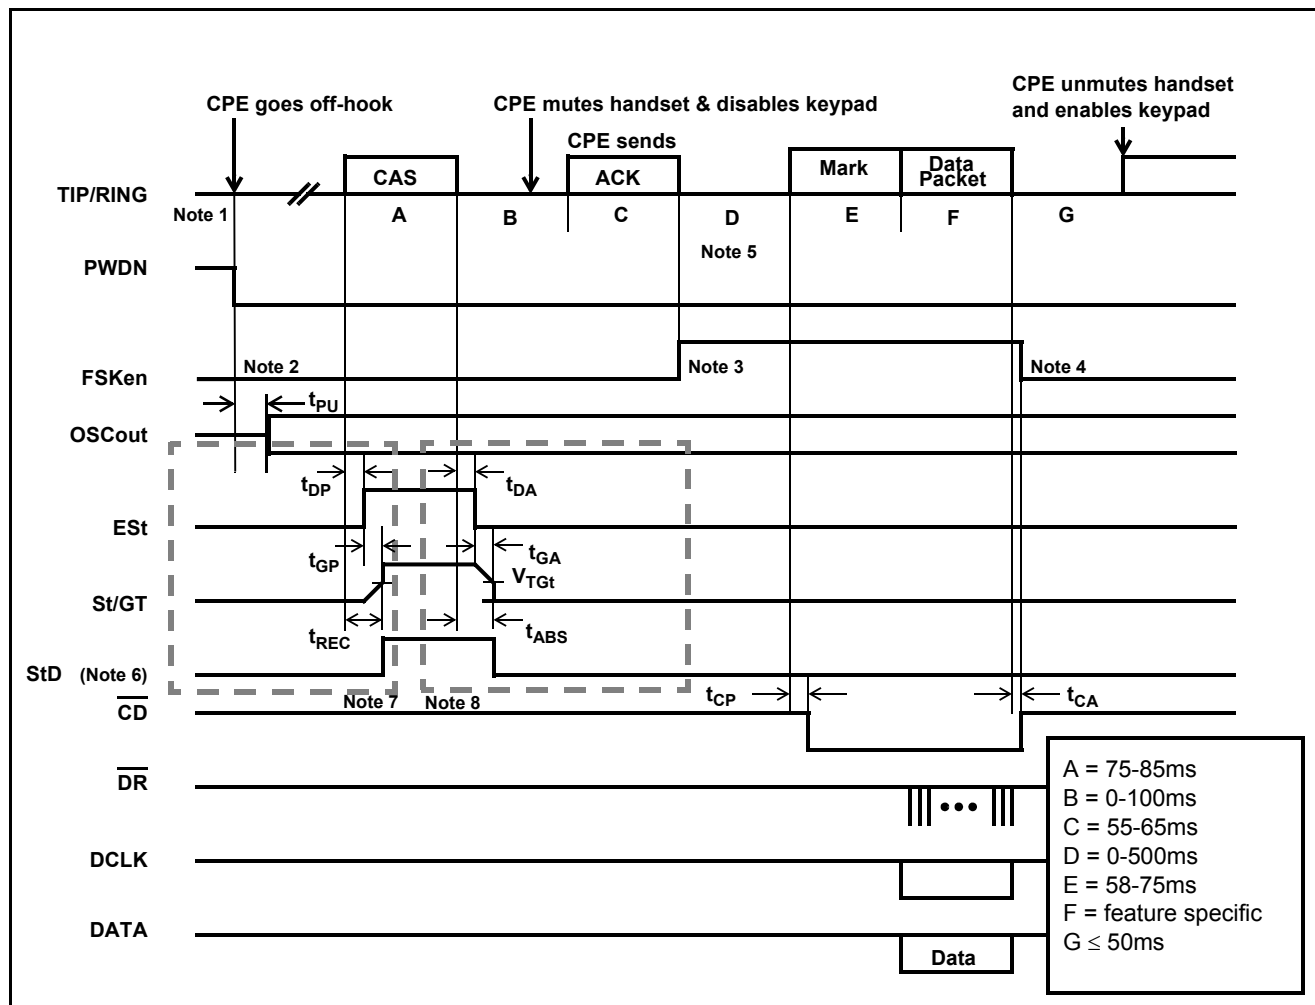 CPE goes off-hook
CPE mutes handset & disables keypad
CPE unmutes handset
and enables keypad
CPE sends
CAS
ACK
Mark
Data
Packet
TIP/RING
Note 1
A
B
C
D
E
F
G
Note 5
PWDN
Note 2
Note 3
Note 4
FSKen
tPU
OSCout
tDP
tDA
ESt
tGP
tGA
VTGt
St/GT
tREC
tABS
StD (Note 6)
tCP
tCA
Note 7
Note 8
CD
DR
•••
DCLK
DATA
Data
A = 75-85ms
B = 0-100ms
C = 55-65ms
D = 0-500ms
E = 58-75ms
F = feature specific
G ≤ 50ms